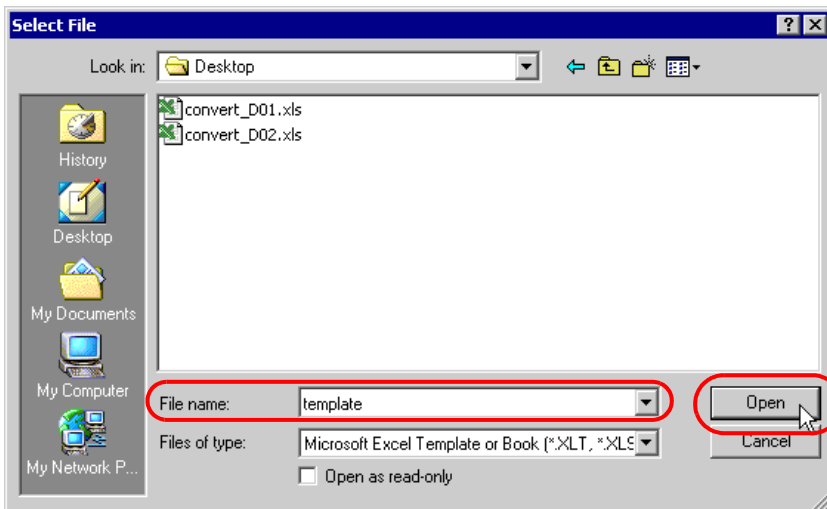 Select File
Look in: Desktop
convert_D01.xls
convert_D02.xls
History
Desktop
My Documents
My Computer
My Network P...
File name: template Open
Files of type: Microsoft Excel Template or Book (*.XLT, *.XLS Cancel
Open as read-only